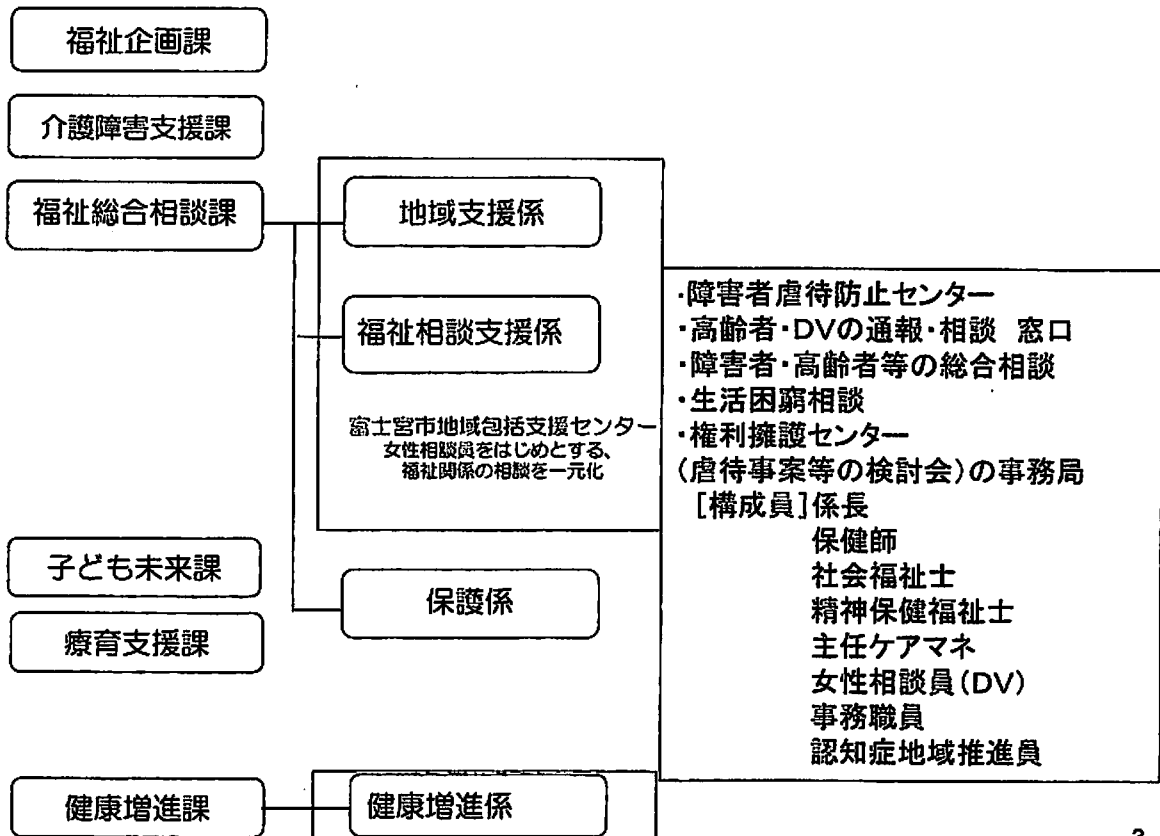 福祉企画課
介護障害支援課
福祉総合相談課
地域支援係
福祉相談支援係
富士宮市地域包括支援センター
女性相談員をはじめとする、
福祉関係の相談を一元化
・障害者虐待防止センター
・高齢者・DVの通報・相談 窓口
・障害者・高齢者等の総合相談
・生活困窮相談
・権利擁護センター
(虐待事案等の検討会)の事務局
[構成員]係長
保健師
社会福祉士
精神保健福祉士
主任ケアマネ
女性相談員(DV)
事務職員
認知症地域推進員
子ども未来課
保護係
療育支援課
健康増進課
健康増進係